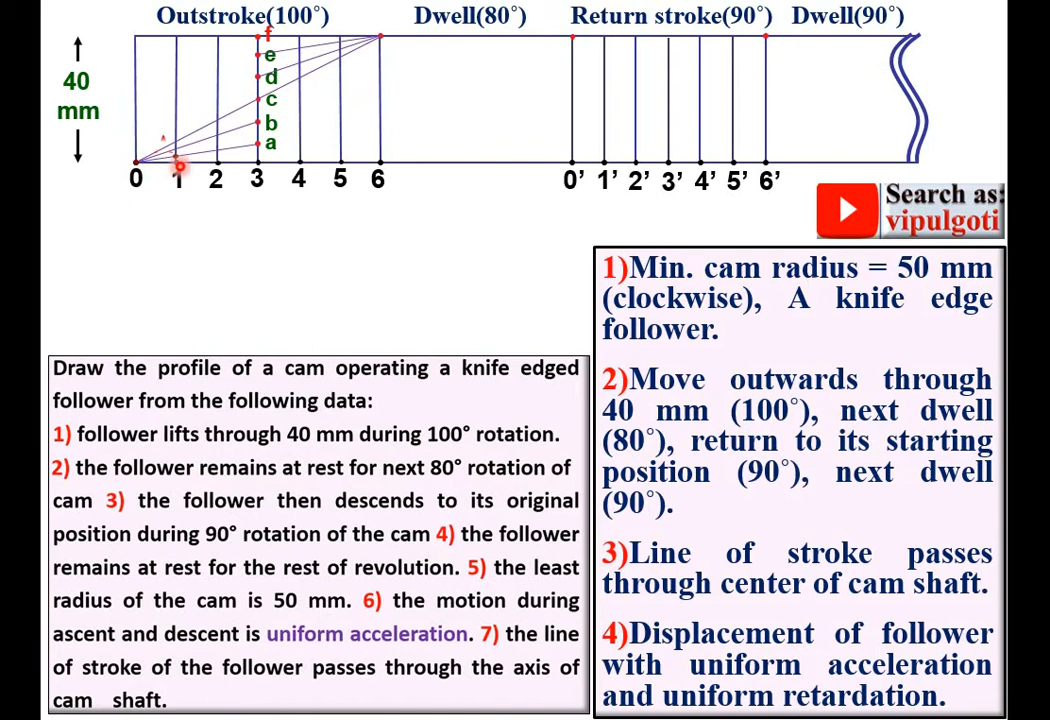 Outstroke(100°) Dwell(80°) Return stroke(90°) Dwell(90°)
f
e
d
40
mm
c
b
a
0 1 2 3 4 5 6 0' 1' 2' 3' 4' 5' 6'
Search as:
vipulgoti
1)Min. cam radius = 50 mm
(clockwise), A knife edge
follower.
2)Move outwards through
40 mm (100°), next dwell
(80°), return to its starting
position (90°), next dwell
(90°).
3)Line of stroke passes
through center of cam shaft.
4)Displacement of follower
with uniform acceleration
and uniform retardation.
Draw the profile of a cam operating a knife edged
follower from the following data:
1) follower lifts through 40 mm during 100° rotation.
2) the follower remains at rest for next 80° rotation of
cam 3) the follower then descends to its original
position during 90° rotation of the cam 4) the follower
remains at rest for the rest of revolution. 5) the least
radius of the cam is 50 mm. 6) the motion during
ascent and descent is uniform acceleration. 7) the line
of stroke of the follower passes through the axis of
cam shaft.